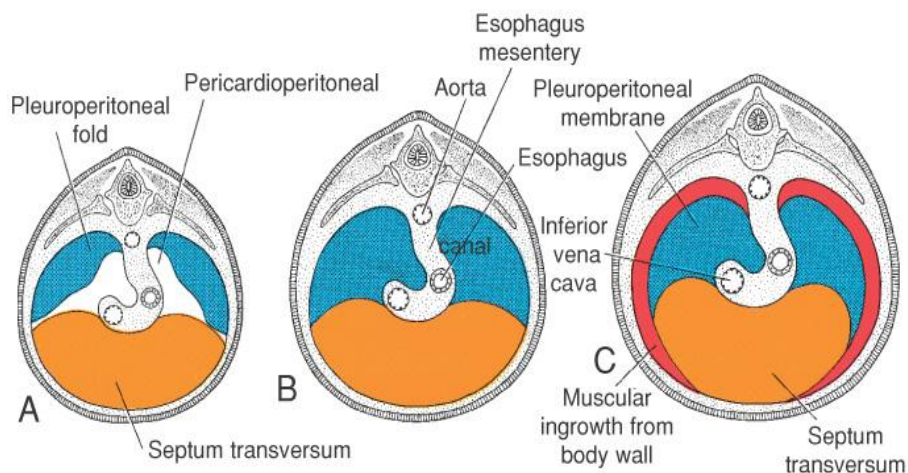 Pleuroperitoneal
fold
Pericardioperitoneal
canal
A
Septum transversum
Esophagus
mesentery
Aorta
Esophagus
B
Inferior
vena
cava
Pleuroperitoneal
membrane
C
Muscular
ingrowth from
body wall
Septum
transversum